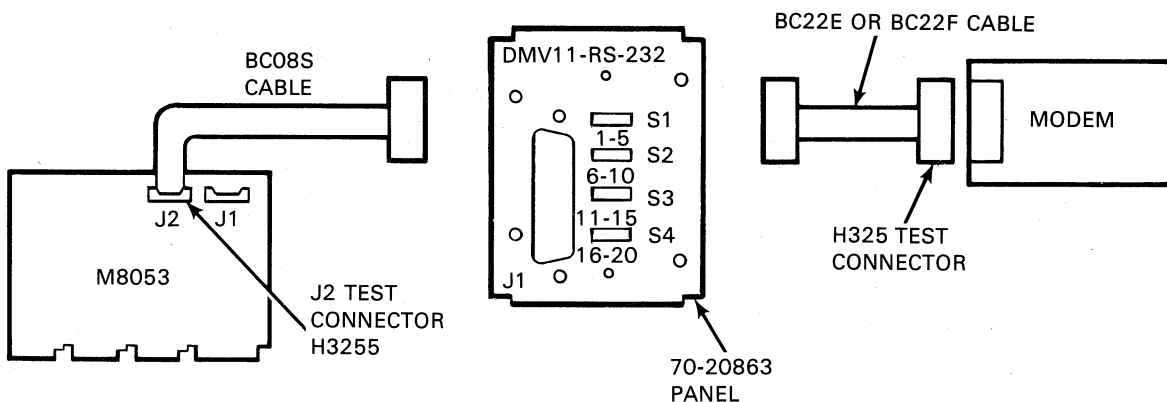 BC08S
CABLE
J2
J1
M8053
J2 TEST
CONNECTOR
H3255
DMV11-RS-232
S1
1-5
S2
6-10
S3
11-15
S4
16-20
J1
70-20863
PANEL
BC22E OR BC22F CABLE
MODEM
H325 TEST
CONNECTOR